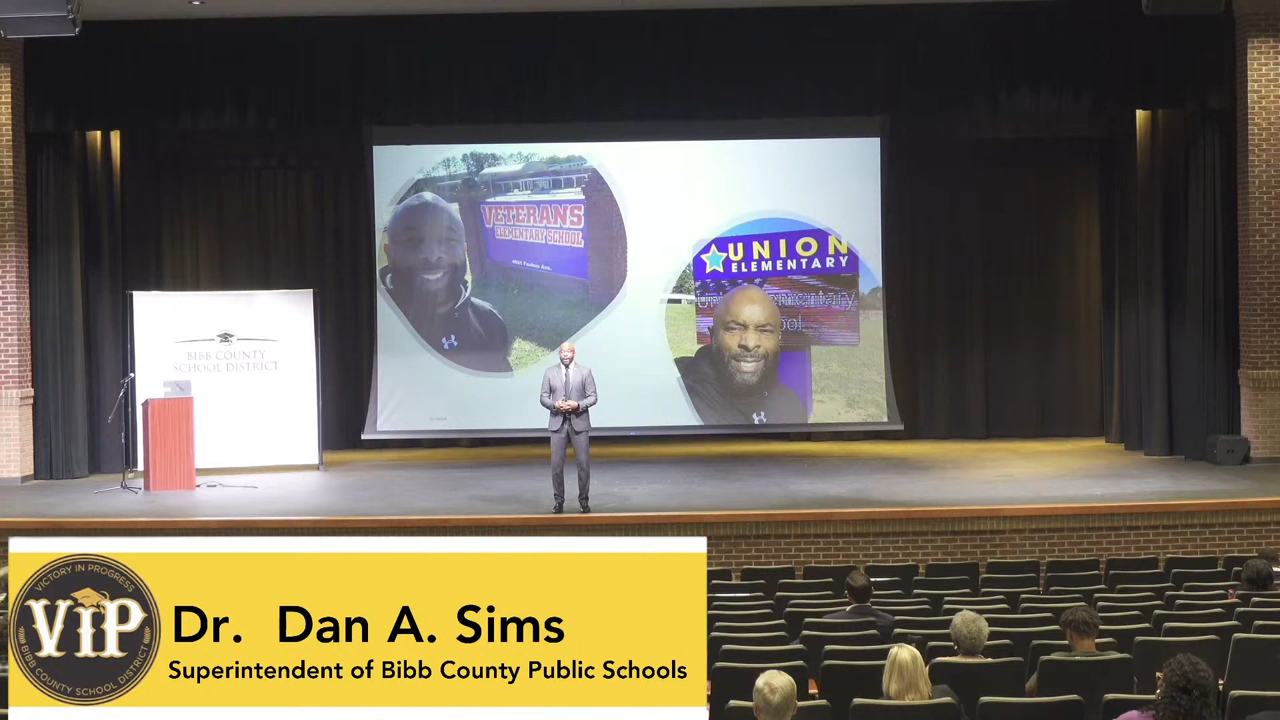 VETERANS
ELEMENTARY SCHOOL
UNION
ELEMENTARY
BIBB COUNTY
SCHOOL DISTRICT
VICTORY IN PROGRESS
ViP
BIBB COUNTY SCHOOL DISTRICT
Dr. Dan A. Sims
Superintendent of Bibb County Public Schools